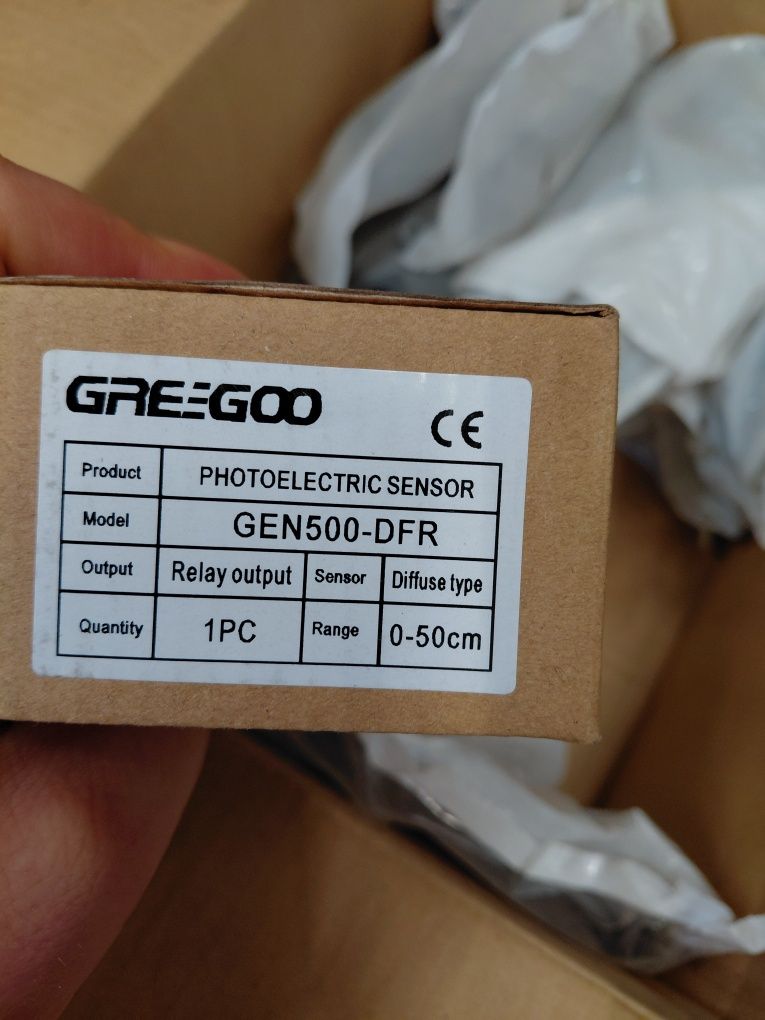 GREEGOO
CE
Product PHOTOELECTRIC SENSOR
Model GEN500-DFR
Output Relay output Sensor Diffuse type
Quantity 1PC Range 0-50cm